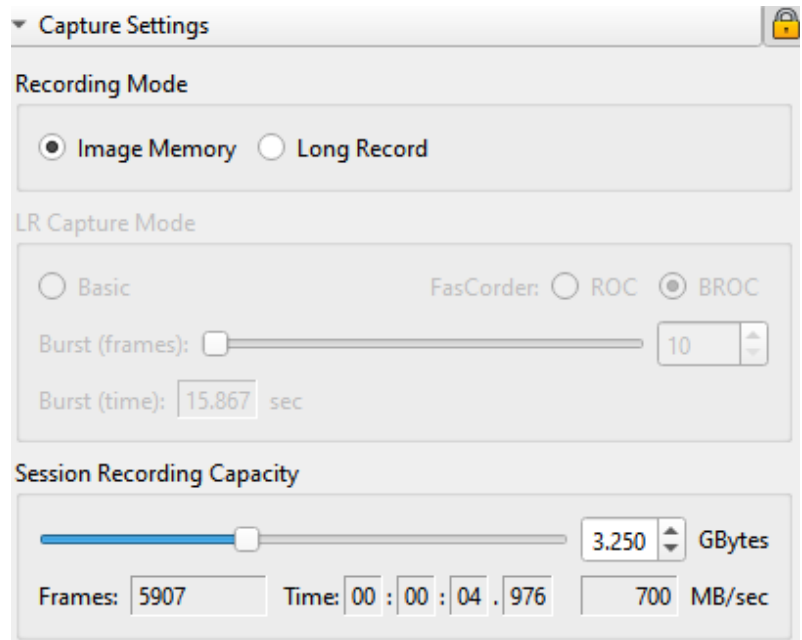 Capture Settings
Recording Mode
Image Memory Long Record
LR Capture Mode
Basic FasCorder: ROC BROC
Burst (frames): 10
Burst (time): 15.867 sec
Session Recording Capacity
3.250 GBytes
Frames: 5907 Time: 00 : 00 : 04 . 976 700 MB/sec